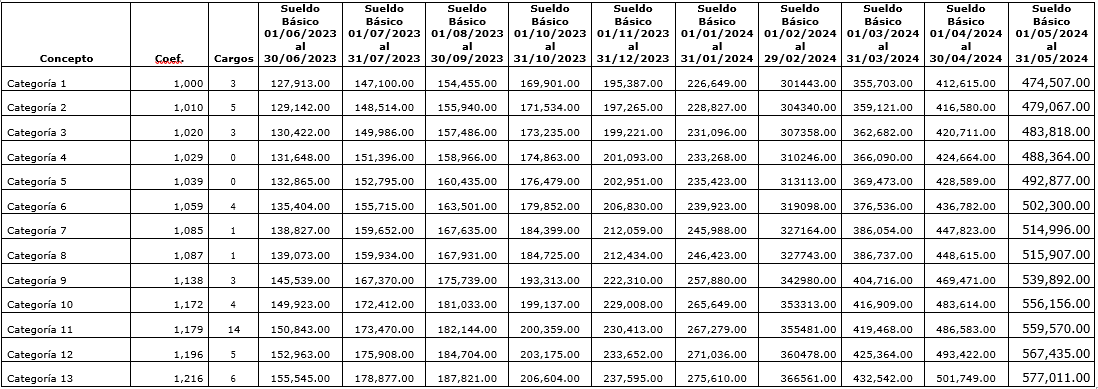 Concepto Coef. Cargos Sueldo Básico 01/06/2023 al 30/06/2023 Sueldo Básico 01/07/2023 al 31/07/2023 Sueldo Básico 01/08/2023 al 30/09/2023 Sueldo Básico 01/10/2023 al 31/10/2023 Sueldo Básico 01/11/2023 al 31/12/2023 Sueldo Básico 01/01/2024 al 31/01/2024 Sueldo Básico 01/02/2024 al 29/02/2024 Sueldo Básico 01/03/2024 al 31/03/2024 Sueldo Básico 01/04/2024 al 30/04/2024 Sueldo Básico 01/05/2024 al 31/05/2024
Categoría 1 1,000 3 127,913.00 147,100.00 154,455.00 169,901.00 195,387.00 226,649.00 301443.00 355,703.00 412,615.00 474,507.00
Categoría 2 1,010 5 129,142.00 148,514.00 155,940.00 171,534.00 197,265.00 228,827.00 304340.00 359,121.00 416,580.00 479,067.00
Categoría 3 1,020 3 130,422.00 149,986.00 157,486.00 173,235.00 199,221.00 231,096.00 307358.00 362,682.00 420,711.00 483,818.00
Categoría 4 1,029 0 131,648.00 151,396.00 158,966.00 174,863.00 201,093.00 233,268.00 310246.00 366,090.00 424,664.00 488,364.00
Categoría 5 1,039 0 132,865.00 152,795.00 160,435.00 176,479.00 202,951.00 235,423.00 313113.00 369,473.00 428,589.00 492,877.00
Categoría 6 1,059 4 135,404.00 155,715.00 163,501.00 179,852.00 206,830.00 239,923.00 319098.00 376,536.00 436,782.00 502,300.00
Categoría 7 1,085 1 138,827.00 159,652.00 167,635.00 184,399.00 212,059.00 245,988.00 327164.00 386,054.00 447,823.00 514,996.00
Categoría 8 1,087 1 139,073.00 159,934.00 167,931.00 184,725.00 212,434.00 246,423.00 327743.00 386,737.00 448,615.00 515,907.00
Categoría 9 1,138 3 145,539.00 167,370.00 175,739.00 193,313.00 222,310.00 257,880.00 342980.00 404,716.00 469,471.00 539,892.00
Categoría 10 1,172 4 149,923.00 172,412.00 181,033.00 199,137.00 229,008.00 265,649.00 353313.00 416,909.00 483,614.00 556,156.00
Categoría 11 1,179 14 150,843.00 173,470.00 182,144.00 200,359.00 230,413.00 267,279.00 355481.00 419,468.00 486,583.00 559,570.00
Categoría 12 1,196 5 152,963.00 175,908.00 184,704.00 203,175.00 233,652.00 271,036.00 360478.00 425,364.00 493,422.00 567,435.00
Categoría 13 1,216 6 155,545.00 178,877.00 187,821.00 206,604.00 237,595.00 275,610.00 366561.00 432,542.00 501,749.00 577,011.00